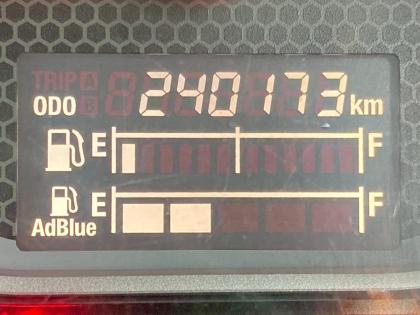 TRIP A
ODO B 240173 km
E F
E F
AdBlue